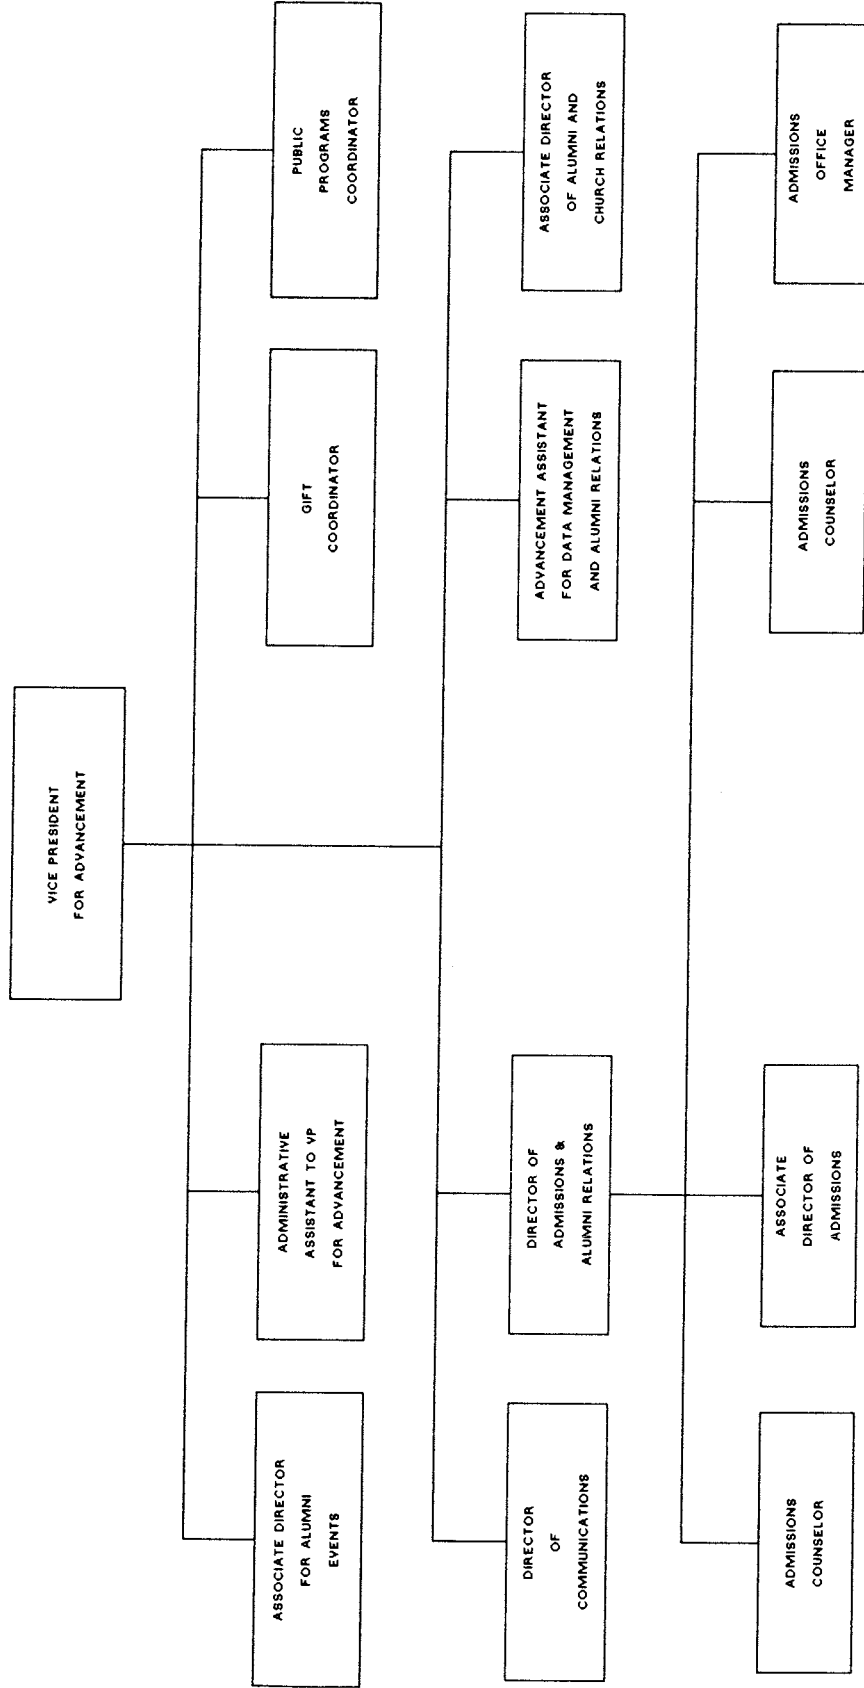 VICE PRESIDENT
FOR ADVANCEMENT
ASSOCIATE DIRECTOR
FOR ALUMNI
EVENTS
ADMINISTRATIVE
ASSISTANT TO VP
FOR ADVANCEMENT
GIFT
COORDINATOR
PUBLIC
PROGRAMS
COORDINATOR
DIRECTOR
OF
COMMUNICATIONS
DIRECTOR OF
ADMISSIONS &
ALUMNI RELATIONS
ADVANCEMENT ASSISTANT
FOR DATA MANAGEMENT
AND ALUMNI RELATIONS
ASSOCIATE DIRECTOR
OF ALUMNI AND
CHURCH RELATIONS
ADMISSIONS
COUNSELOR
ASSOCIATE
DIRECTOR OF
ADMISSIONS
ADMISSIONS
COUNSELOR
ADMISSIONS
OFFICE
MANAGER